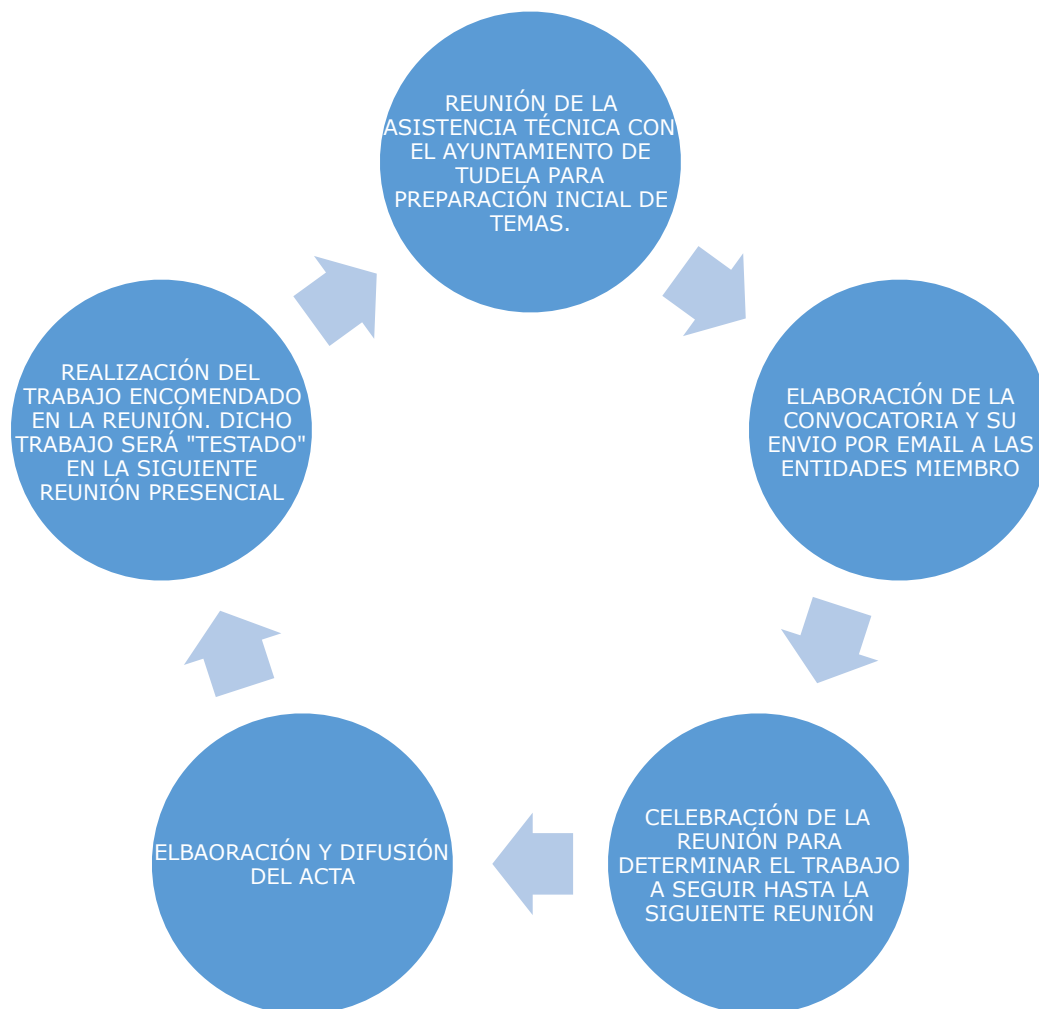 REUNIÓN DE LA
ASISTENCIA TÉCNICA CON
EL AYUNTAMIENTO DE
TUDELA PARA
PREPARACIÓN INCIAL DE
TEMAS.
ELABORACIÓN DE LA
CONVOCATORIA Y SU
ENVIO POR EMAIL A LAS
ENTIDADES MIEMBRO
CELEBRACIÓN DE LA
REUNIÓN PARA
DETERMINAR EL TRABAJO
A SEGUIR HASTA LA
SIGUIENTE REUNIÓN
ELBAORACIÓN Y DIFUSIÓN
DEL ACTA
REALIZACIÓN DEL
TRABAJO ENCOMENDADO
EN LA REUNIÓN. DICHO
TRABAJO SERÁ "TESTADO"
EN LA SIGUIENTE
REUNIÓN PRESENCIAL